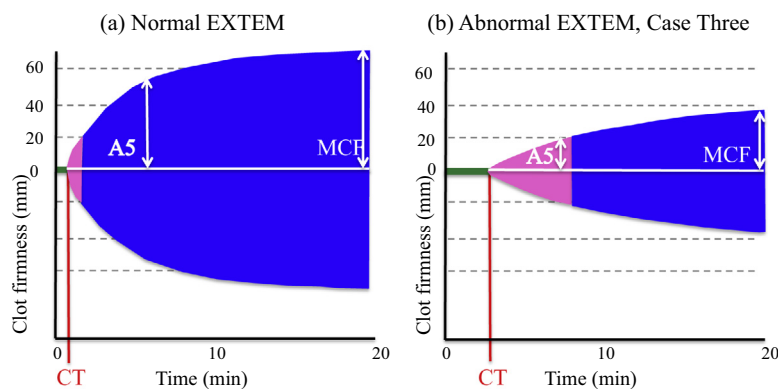 (a) Normal EXTEM
Clot firmness (mm)
60
40
20
0
A5
MCF
0
10
20
CT
Time (min)
(b) Abnormal EXTEM, Case Three
Clot firmness (mm)
60
40
20
0
A5
MCF
0
10
20
CT
Time (min)